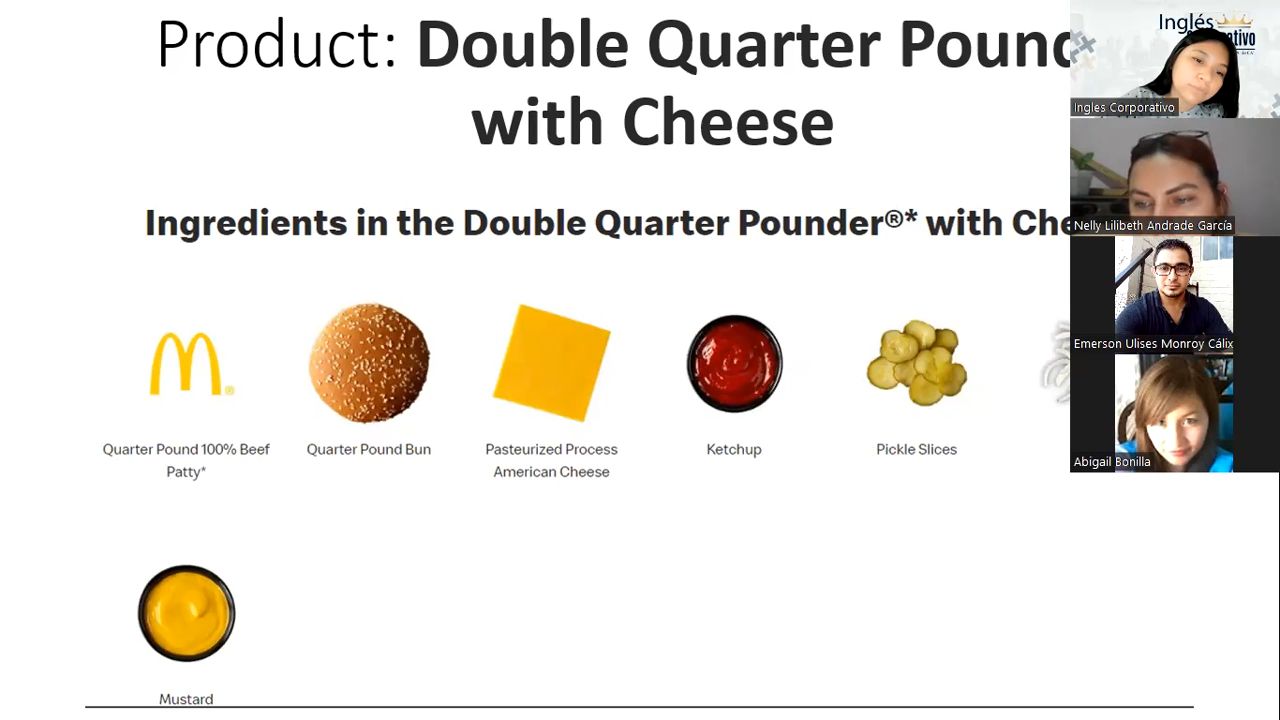 Product: Double Quarter Pound
with Cheese
Ingredients in the Double Quarter Pounder®* with Che
Quarter Pound 100% Beef
Patty*
Quarter Pound Bun
Pasteurized Process
American Cheese
Ketchup
Pickle Slices
Mustard
Inglés
Ingles Corporativo
Nelly Lilibeth Andrade García
Emerson Ulises Monroy Cálix
Abigail Bonilla